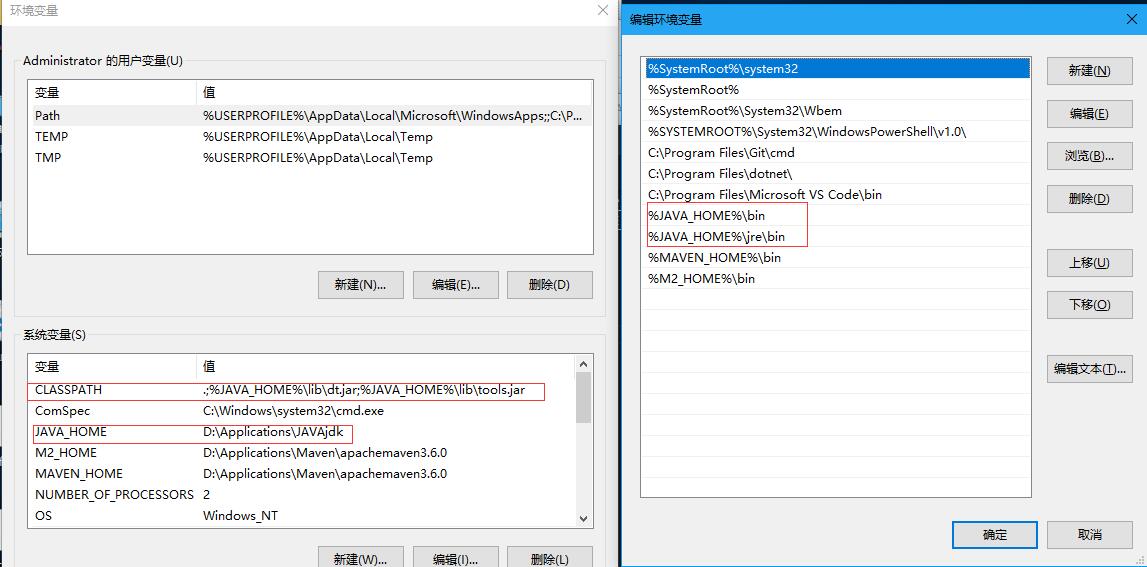 环境变量
Administrator 的用户变量(U)
变量 值
Path %USERPROFILE%\AppData\Local\Microsoft\WindowsApps;;C:\P...
TEMP %USERPROFILE%\AppData\Local\Temp
TMP %USERPROFILE%\AppData\Local\Temp
新建(N)... 编辑(E)... 删除(D)
系统变量(S)
变量 值
CLASSPATH .;%JAVA_HOME%\lib\dt.jar;%JAVA_HOME%\lib\tools.jar
ComSpec C:\Windows\system32\cmd.exe
JAVA_HOME D:\Applications\JAVAjdk
M2_HOME D:\Applications\Maven\apachemaven3.6.0
MAVEN_HOME D:\Applications\Maven\apachemaven3.6.0
NUMBER_OF_PROCESSORS 2
OS Windows_NT
新建(W)... 编辑(I)... 删除(L)
编辑环境变量
%SystemRoot%\system32
%SystemRoot%
%SystemRoot%\System32\Wbem
%SYSTEMROOT%\System32\WindowsPowerShell\v1.0\
C:\Program Files\Git\cmd
C:\Program Files\dotnet\
C:\Program Files\Microsoft VS Code\bin
%JAVA_HOME%\bin
%JAVA_HOME%\jre\bin
%MAVEN_HOME%\bin
%M2_HOME%\bin
新建(N)
编辑(E)
浏览(B)...
删除(D)
上移(U)
下移(O)
编辑文本(T)...
确定 取消